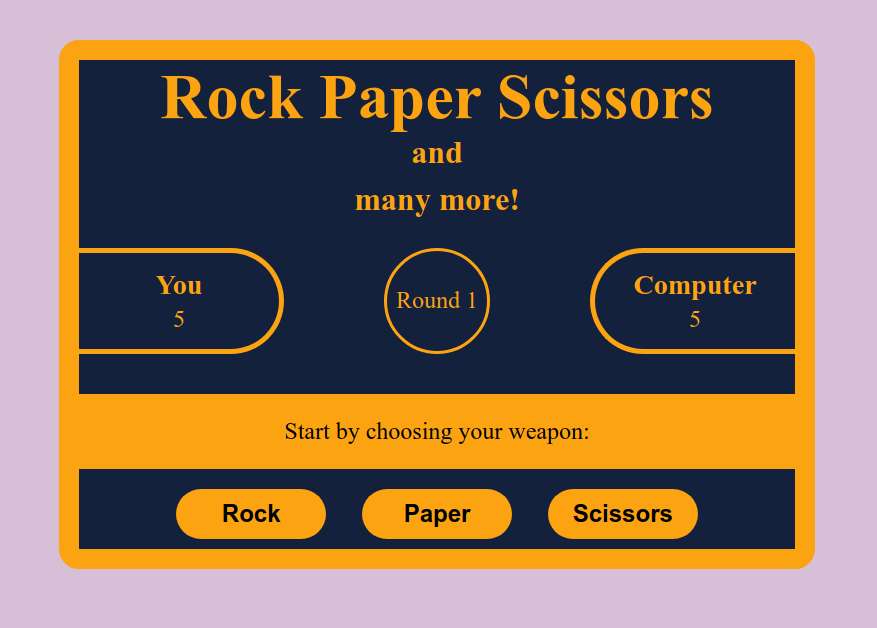 Rock Paper Scissors
and
many more!
You
5
Round 1
Computer
5
Start by choosing your weapon:
Rock
Paper
Scissors